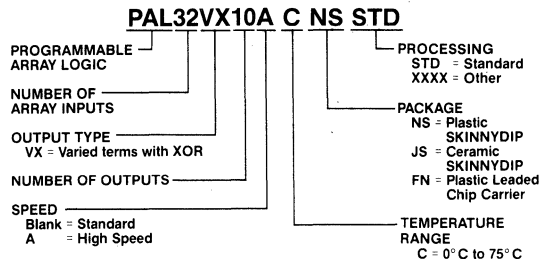 PAL32VX10A C NS STD
PROGRAMMABLE
ARRAY LOGIC
NUMBER OF
ARRAY INPUTS
OUTPUT TYPE
VX = Varied terms with XOR
NUMBER OF OUTPUTS
SPEED
Blank = Standard
A = High Speed
PROCESSING
STD = Standard
XXXX = Other
PACKAGE
NS = Plastic
SKINNYDIP
JS = Ceramic
SKINNYDIP
FN = Plastic Leaded
Chip Carrier
TEMPERATURE
RANGE
C = 0°C to 75°C